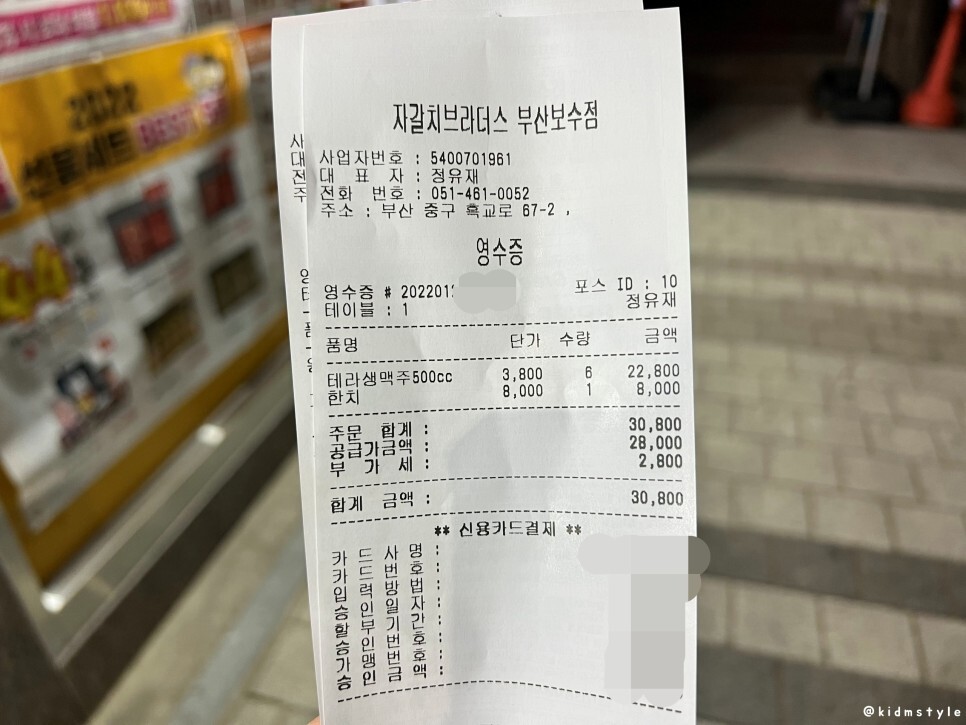 2022
선물세트 BEST
자갈치브라더스 부산보수점
사업자번호 : 5400701961
대 표 자 : 정유재
전화 번호 : 051-461-0052
주소 : 부산 중구 흑교로 67-2 ,
영수증
영수증 # 2022012 포스 ID : 10
테이블 : 1 정유재
품명 단가 수량 금액
테라생맥주500cc 3,800 6 22,800
한치 8,000 1 8,000
주문 합계 : 30,800
공급가금액 : 28,000
부 가 세 : 2,800
합계 금액 : 30,800
** 신용카드결제 **
카 드 사 명 :
카 드 번 호 :
입 력 방 법 :
승 인 일 자 :
할 부 기 간 :
승 인 번 호 :
가 맹 번 호 :
승 인 금 액 :
@kidmstyle